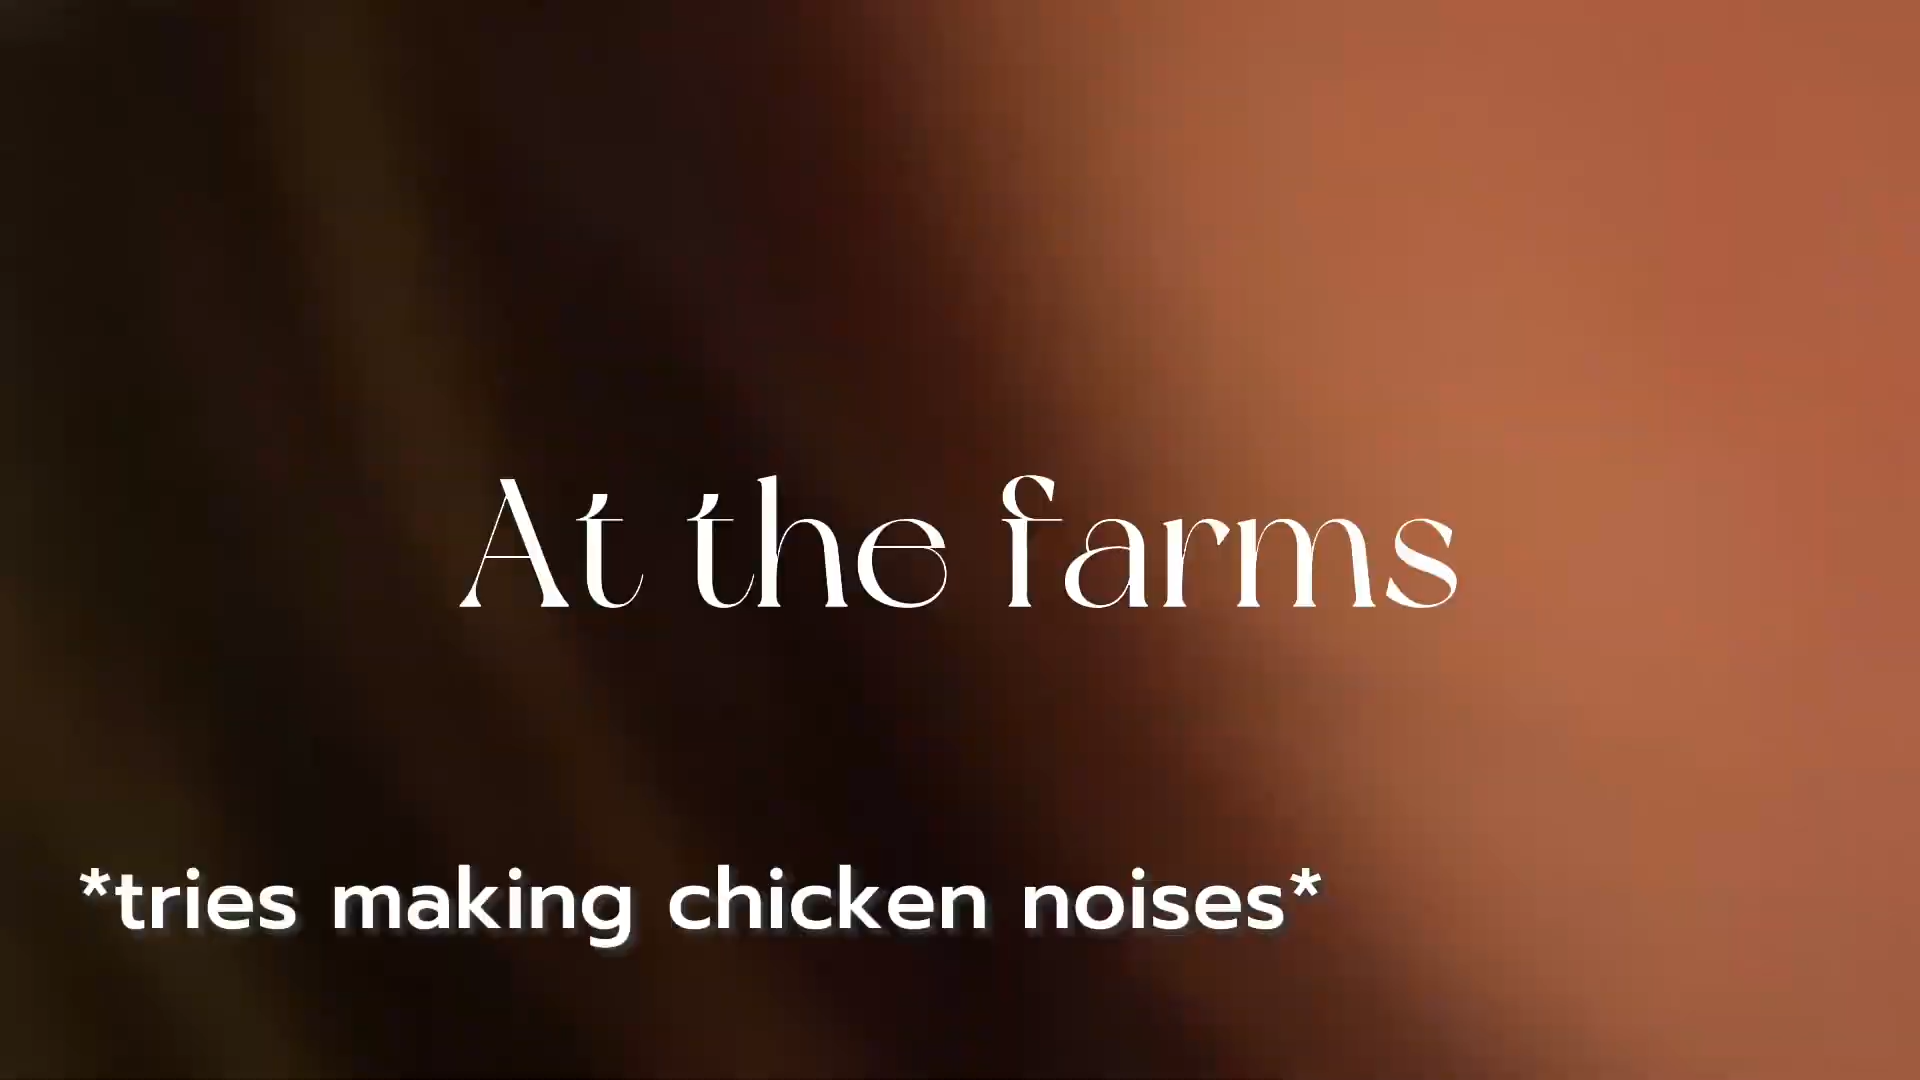 At the farms
*tries making chicken noises*